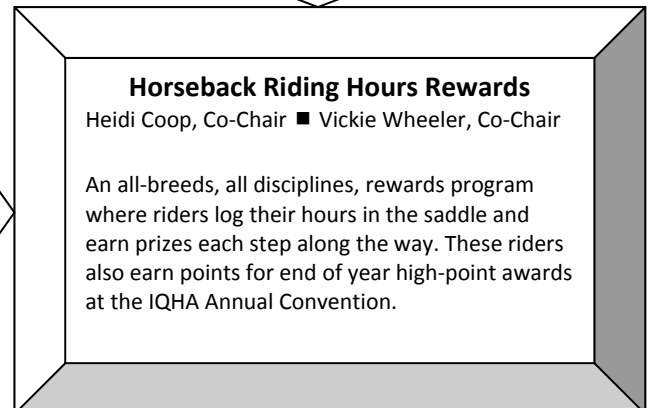 Horseback Riding Hours Rewards
Heidi Coop, Co-Chair ■ Vickie Wheeler, Co-Chair
An all-breeds, all disciplines, rewards program
where riders log their hours in the saddle and
earn prizes each step along the way. These riders
also earn points for end of year high-point awards
at the IQHA Annual Convention.